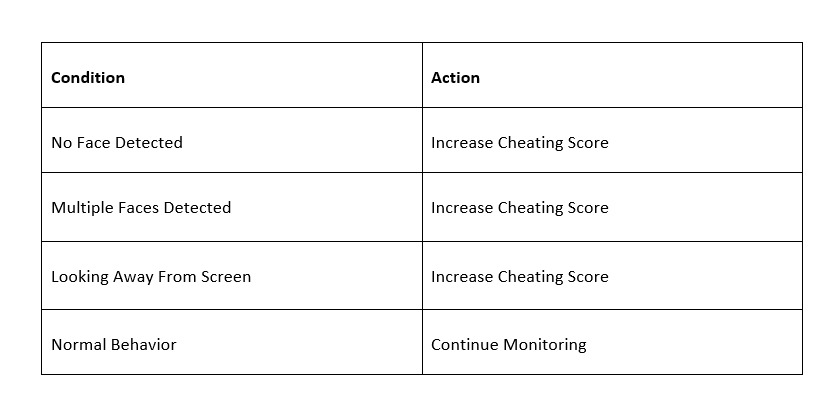 Condition Action
No Face Detected Increase Cheating Score
Multiple Faces Detected Increase Cheating Score
Looking Away From Screen Increase Cheating Score
Normal Behavior Continue Monitoring